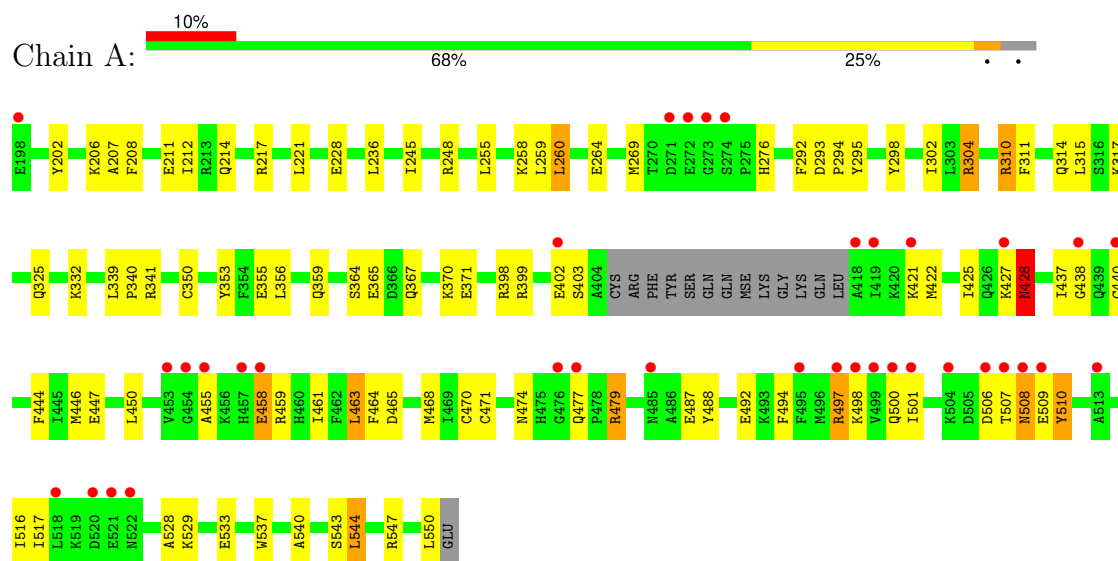 10%
Chain A:
68% 25% • •
E198 Y202 K206 A207 F208 E211 I212 R213 Q214 R217 L221 E228 L236 I245 R248 L255 K258 L259 L260 E264 M269 T270 D271 E272 G273 S274 P275 H276 F292 D293 P294 Y295 Y298 I302 L303 R304 R310 F311 Q314 L315 S316 K317
Q325 K332 L339 P340 R341 C350 Y353 F354 E355 L356 Q359 S364 E365 D366 Q367 K370 E371 R398 R399 E402 S403 A404 CYS ARG PHE TYR SER GLN GLN MSE LYS GLY LYS GLN LEU A418 I419 K420 K421 M422 I425 Q426 K427 N428 I437 G438 Q439 C440
F444 I445 M446 E447 L450 V453 G454 A455 K456 H457 E458 R459 H460 I461 F462 L463 F464 D465 M468 I469 C470 C471 N474 H475 G476 Q477 P478 R479 N485 A486 E487 Y488 E492 K493 F494 F495 M496 R497 K498 V499 Q500 I501 K504 D505 D506 T507 N508 E509 Y510 A513
I516 I517 L518 K519 D520 E521 N522 A528 K529 E533 W537 A540 S543 L544 R547 L550 GLU